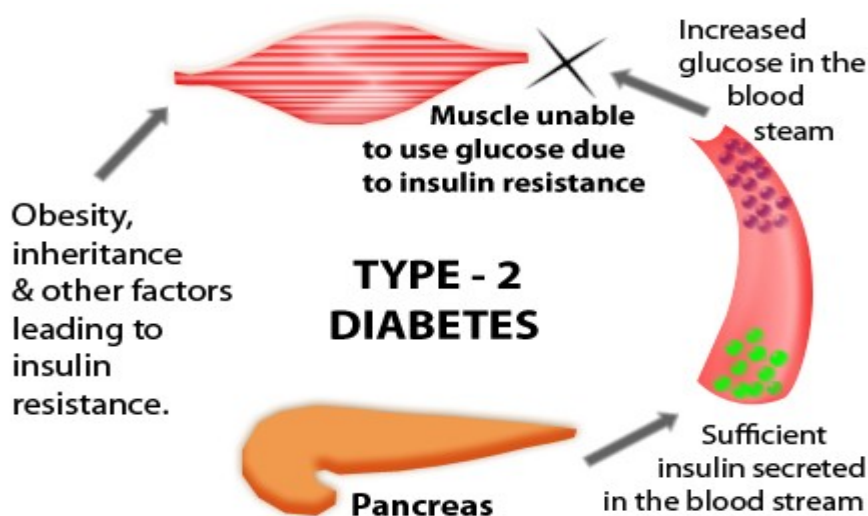 Increased
glucose in the
blood
steam
Muscle unable
to use glucose due
to insulin resistance
Obesity,
inheritance
& other factors
leading to
insulin
resistance.
TYPE - 2
DIABETES
Pancreas
Sufficient
insulin secreted
in the blood stream